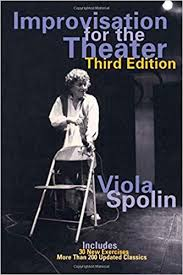 Improvisation
for the
Theater
Third Edition
Viola
Spolin
Includes
30 New Exercises
More Than 200 Updated Classics